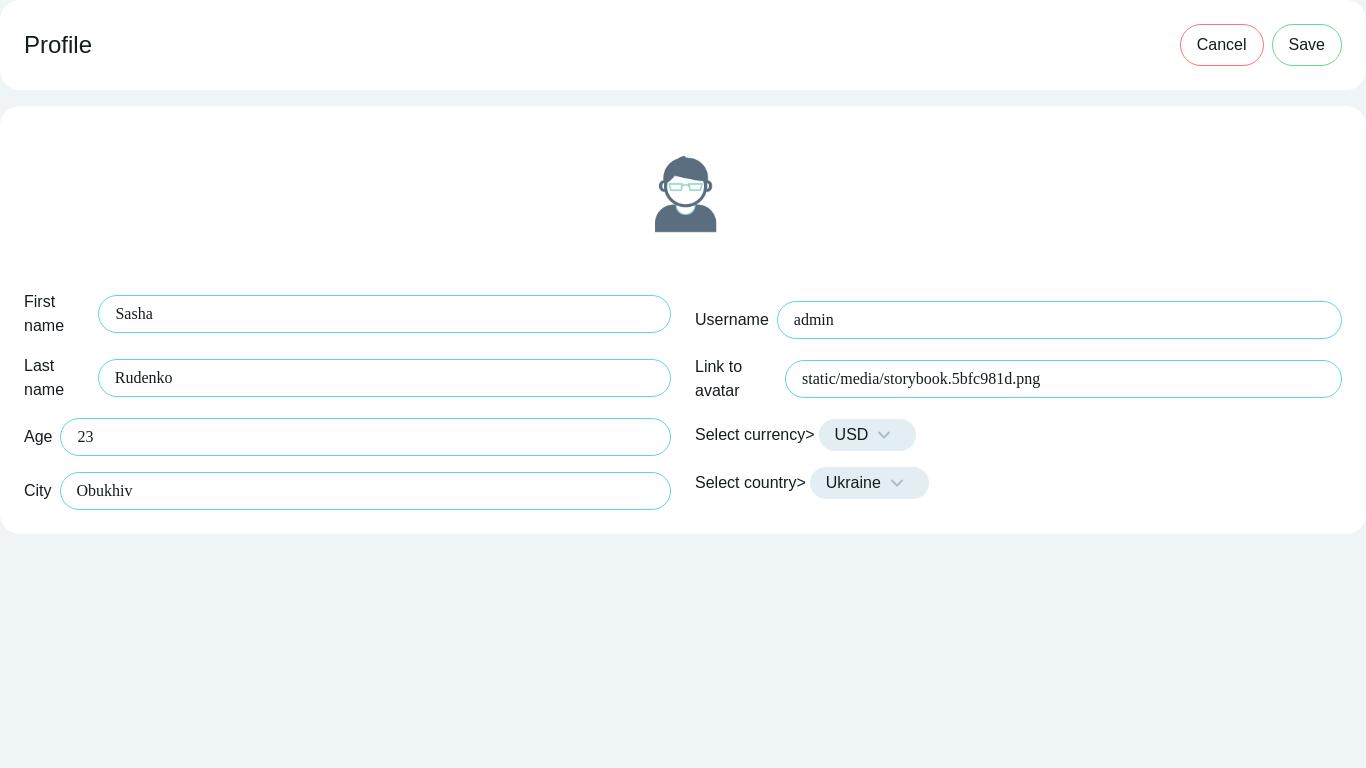 Profile
Cancel
Save
First
name
Sasha
Last
name
Rudenko
Age
23
City
Obukhiv
Username
admin
Link to
avatar
static/media/storybook.5bfc981d.png
Select currency>
USD
Select country>
Ukraine